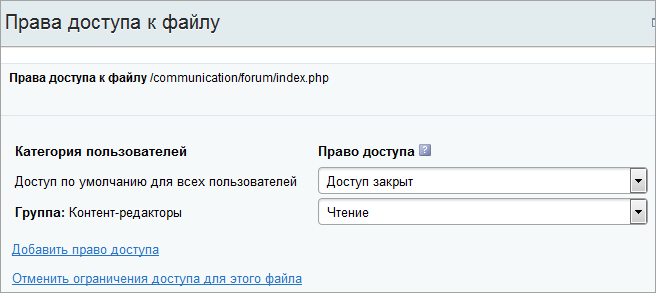 Права доступа к файлу
Права доступа к файлу /communication/forum/index.php
Категория пользователей Право доступа ?
Доступ по умолчанию для всех пользователей Доступ закрыт
Группа: Контент-редакторы Чтение
Добавить право доступа
Отменить ограничения доступа для этого файла